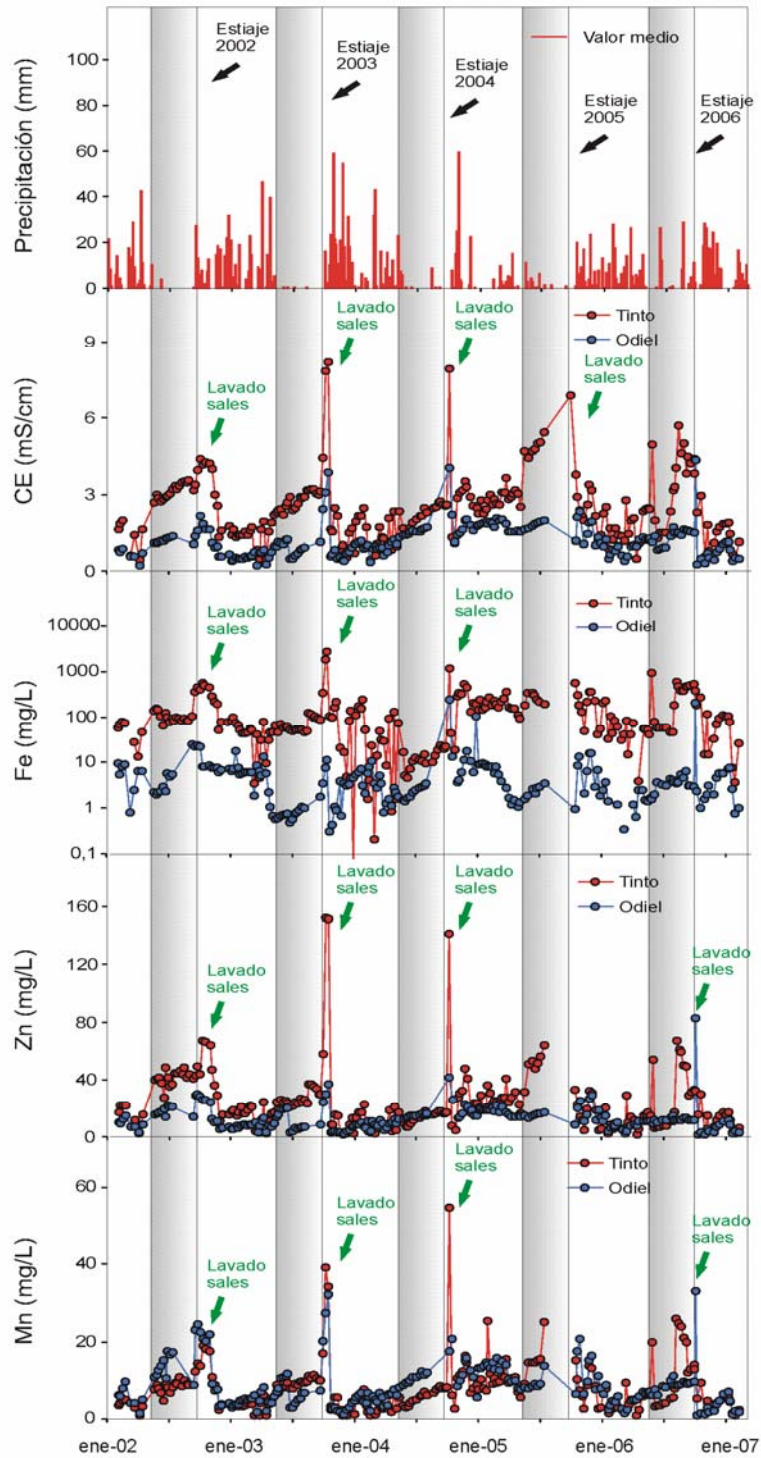 Precipitación (mm)
100
80
60
40
20
0
Estiaje
2002
Estiaje
2003
Estiaje
2004
Valor medio
Estiaje
2005
Estiaje
2006
CE (mS/cm)
9
6
3
0
Lavado
sales
Lavado
sales
Lavado
sales
Lavado
sales
Tinto
Odiel
Fe (mg/L)
10000
1000
100
10
1
0,1
Lavado
sales
Lavado
sales
Lavado
sales
Tinto
Odiel
Zn (mg/L)
160
120
80
40
0
Lavado
sales
Lavado
sales
Lavado
sales
Tinto
Odiel
Lavado
sales
Mn (mg/L)
60
40
20
0
Lavado
sales
Lavado
sales
Lavado
sales
Tinto
Odiel
Lavado
sales
ene-02
ene-03
ene-04
ene-05
ene-06
ene-07